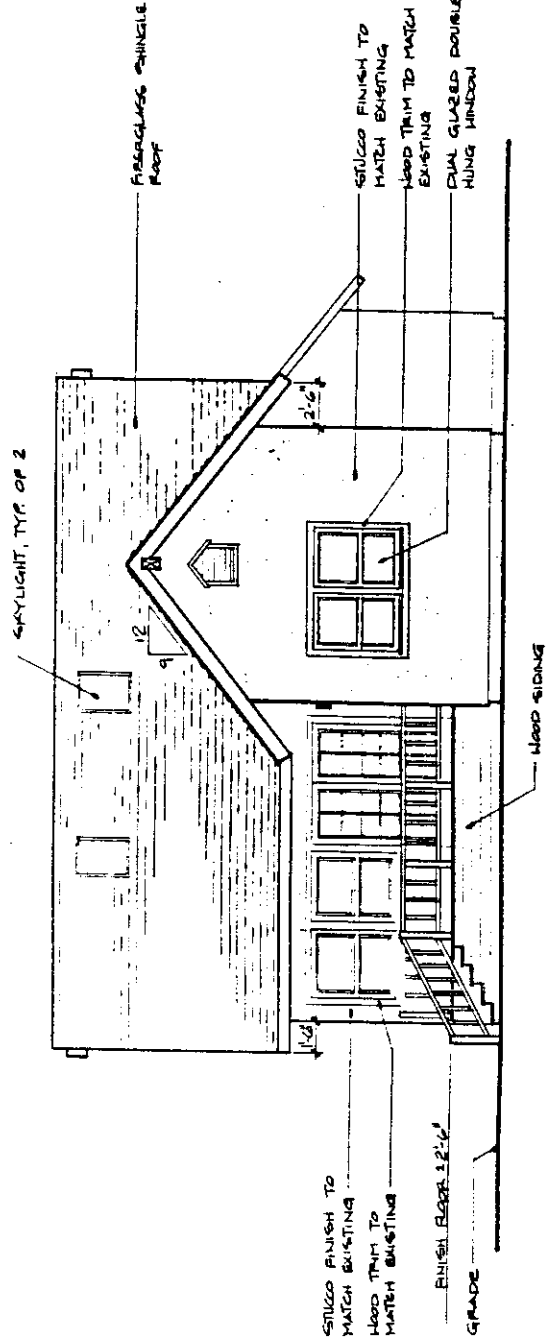 SKYLIGHT, TYP. OF 2
FIBERGLASS SHINGLE
ROOF
12
9
2'-6"
1'-6"
STUCCO FINISH TO
MATCH EXISTING
WOOD TRIM TO
MATCH EXISTING
FINISH FLOOR
GRADE
STUCCO FINISH TO
MATCH EXISTING
WOOD TRIM TO MATCH
EXISTING
DUAL GLAZED DOUBLE
HUNG WINDOW
WOOD SIDING